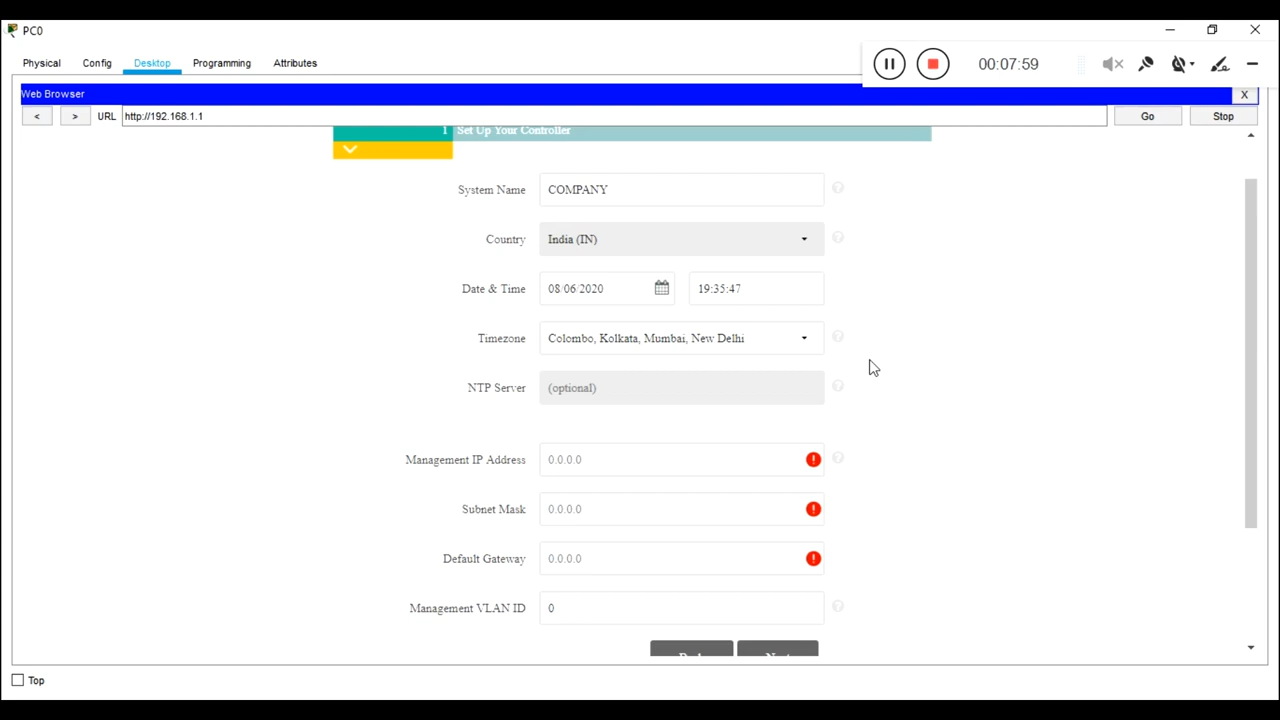 PC0
Physical Config Desktop Programming Attributes
00:07:59
Web Browser X
< > URL http://192.168.1.1 Go Stop
1 Set Up Your Controller
System Name COMPANY
Country India (IN)
Date & Time 08/06/2020 19:35:47
Timezone Colombo, Kolkata, Mumbai, New Delhi
NTP Server (optional)
Management IP Address 0.0.0.0
Subnet Mask 0.0.0.0
Default Gateway 0.0.0.0
Management VLAN ID 0
Top